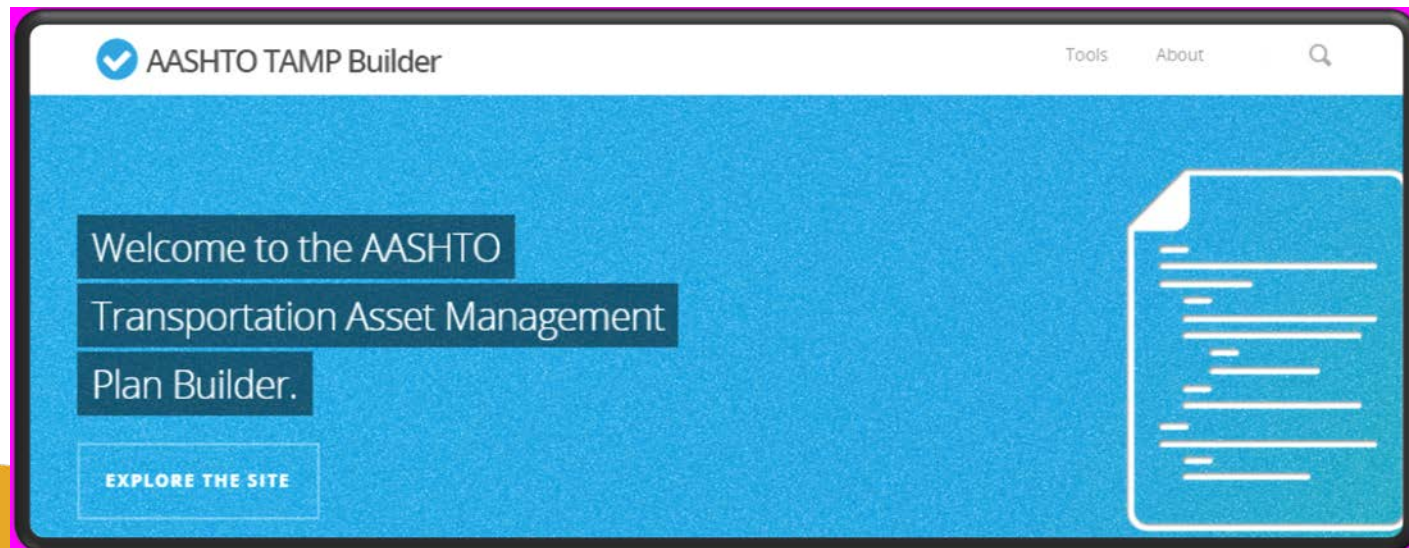 AASHTO TAMP Builder
Tools About
Welcome to the AASHTO
Transportation Asset Management
Plan Builder.
EXPLORE THE SITE